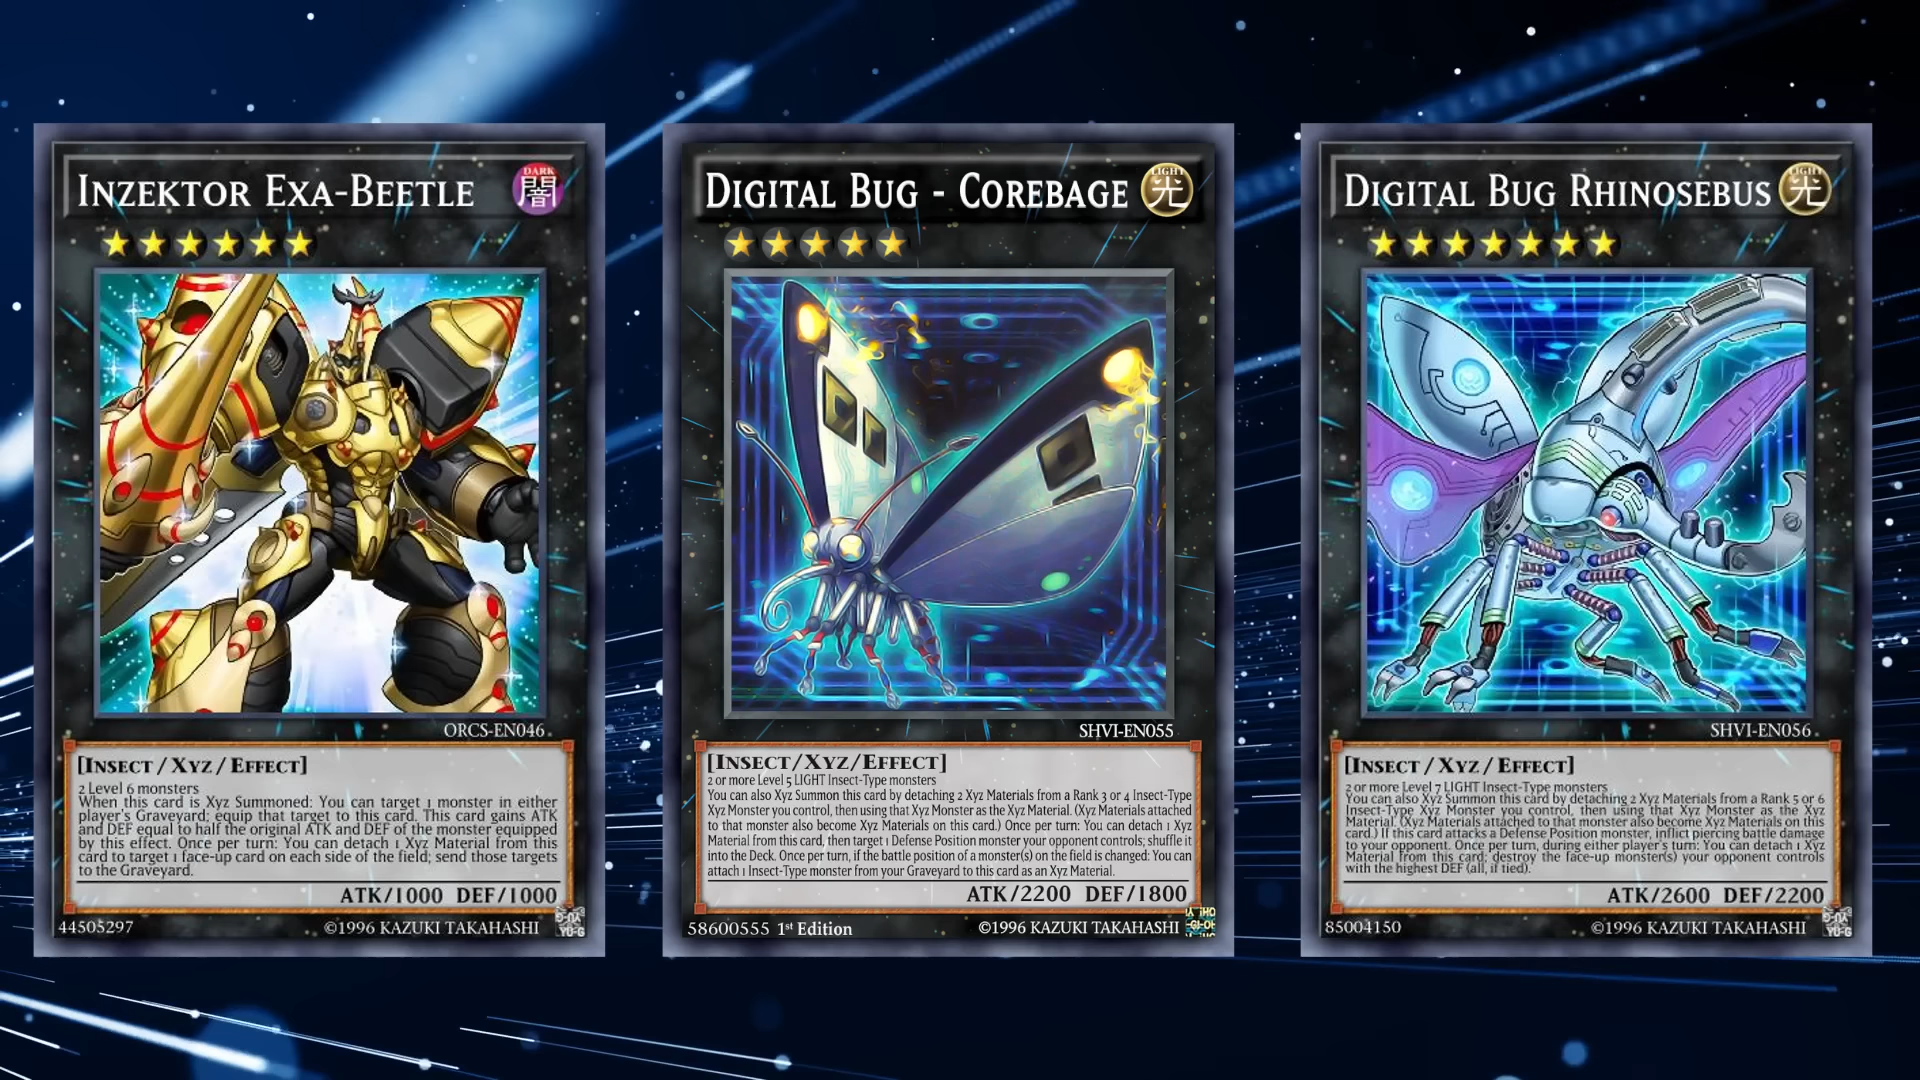 INZEKTOR EXA-BEETLE
DARK
闇
ORCS-EN046
[INSECT / XYZ / EFFECT]
2 Level 6 monsters
When this card is Xyz Summoned: You can target 1 monster in either
player's Graveyard; equip that target to this card. This card gains ATK
and DEF equal to half the original ATK and DEF of the monster equipped
by this effect. Once per turn: You can detach 1 Xyz Material from this
card to target 1 face-up card on each side of the field; send those targets
to the Graveyard.
ATK/1000 DEF/1000
44505297
©1996 KAZUKI TAKAHASHI
DIGITAL BUG - COREBAGE
LIGHT
光
SHVI-EN055
[INSECT/XYZ/EFFECT]
2 or more Level 5 LIGHT Insect-Type monsters
You can also Xyz Summon this card by detaching 2 Xyz Materials from a Rank 3 or 4 Insect-Type
Xyz Monster you control, then using that Xyz Monster as the Xyz Material. (Xyz Materials attached
to that monster also become Xyz Materials on this card.) Once per turn: You can detach 1 Xyz
Material from this card, then target 1 Defense Position monster your opponent controls; shuffle it
into the Deck. Once per turn, if the battle position of a monster(s) on the field is changed: You can
attach 1 Insect-Type monster from your Graveyard to this card as an Xyz Material.
ATK/2200 DEF/1800
58600555 1st Edition
©1996 KAZUKI TAKAHASHI
DIGITAL BUG RHINOSEBUS
LIGHT
光
SHVI-EN056
[INSECT / XYZ / EFFECT]
2 or more Level 7 LIGHT Insect-Type monsters
You can also Xyz Summon this card by detaching 2 Xyz Materials from a Rank 5 or 6
Insect-Type Xyz Monster you control, then using that Xyz Monster as the Xyz
Material. (Xyz Materials attached to that monster also become Xyz Materials on this
card.) If this card attacks a Defense Position monster, inflict piercing battle damage
to your opponent. Once per turn, during either player's turn: You can detach 1 Xyz
Material from this card; destroy the face-up monster(s) your opponent controls
with the highest DEF (all, if tied).
ATK/2600 DEF/2200
85004150
©1996 KAZUKI TAKAHASHI